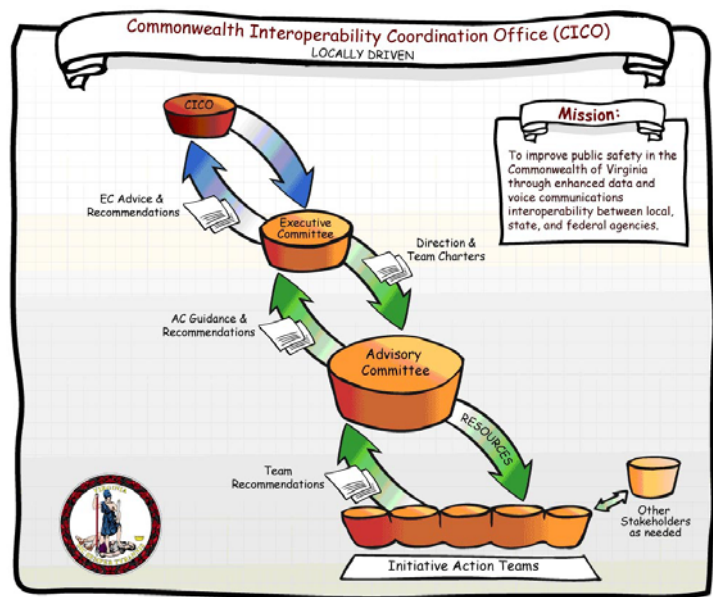 Commonwealth Interoperability Coordination Office (CICO)
LOCALLY DRIVEN
CICO
Mission:
To improve public safety in the
Commonwealth of Virginia
through enhanced data and
voice communications
interoperability between local,
state, and federal agencies.
EC Advice &
Recommendations
Executive
Committee
Direction &
Team Charters
AC Guidance &
Recommendations
Advisory
Committee
RESOURCES
Team
Recommendations
Other
Stakeholders
as needed
Initiative Action Teams
VIRGINIA